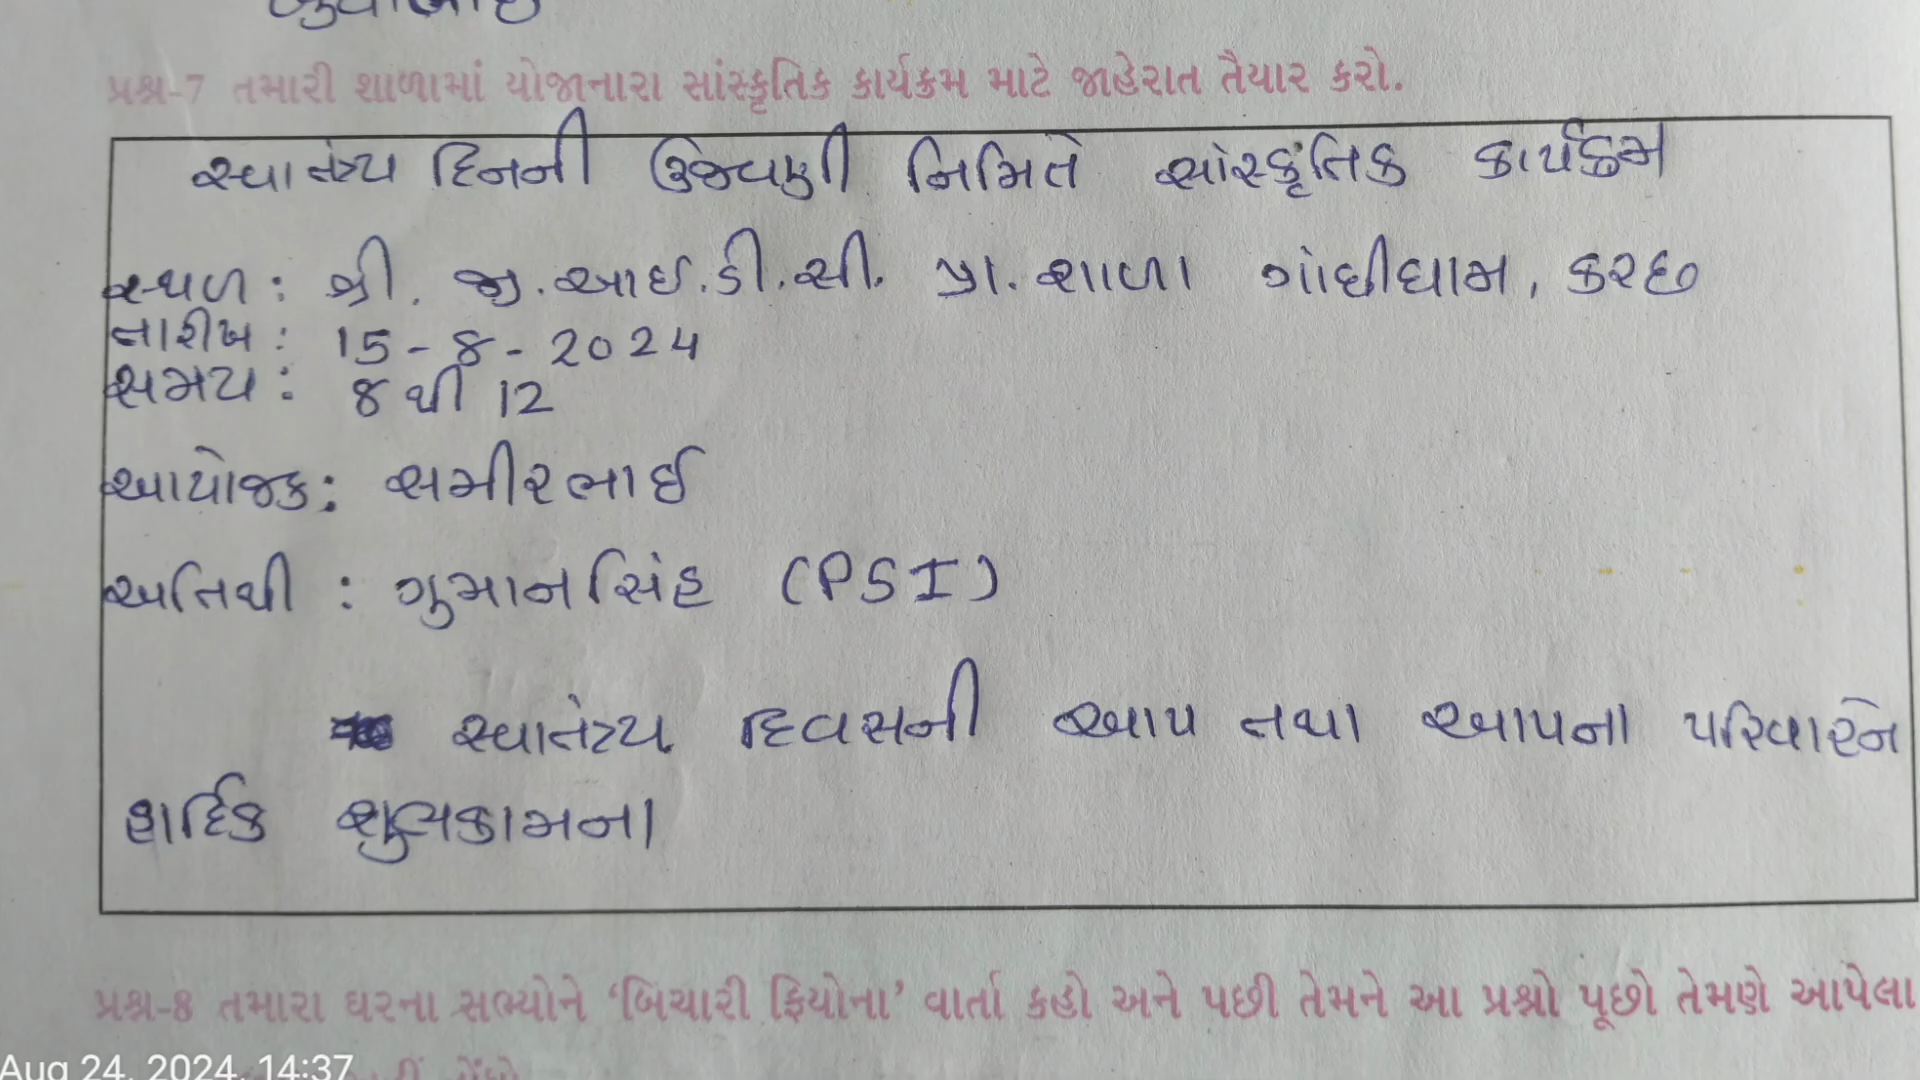 પ્રશ્ન-7 તમારી શાળામાં યોજાનારા સાંસ્કૃતિક કાર્યક્રમ માટે જાહેરાત તૈયાર કરો.
સ્વાતંત્ર્ય દિનની ઉજવણી નિમિતે સાંસ્કૃતિક કાર્યક્રમ
સ્થળ : શ્રી. જી.આઈ.ડી.સી. પ્રા.શાળા ગાંધીધામ, કચ્છ
તારીખ : 15-8-2024
સમય : 8 થી 12
આયોજક : સમીરભાઈ
અતિથી : ગુમાનસિંહ (PSI)
સ્વાતંત્ર્ય દિવસની આપ તથા આપના પરિવારને
હાર્દિક શુભકામના
પ્રશ્ન-8 તમારા ઘરના સભ્યોને ‘બિચારી ફિયોના’ વાર્તા કહો અને પછી તેમને આ પ્રશ્નો પૂછો તેમણે આપેલા
Aug 24, 2024, 14:37